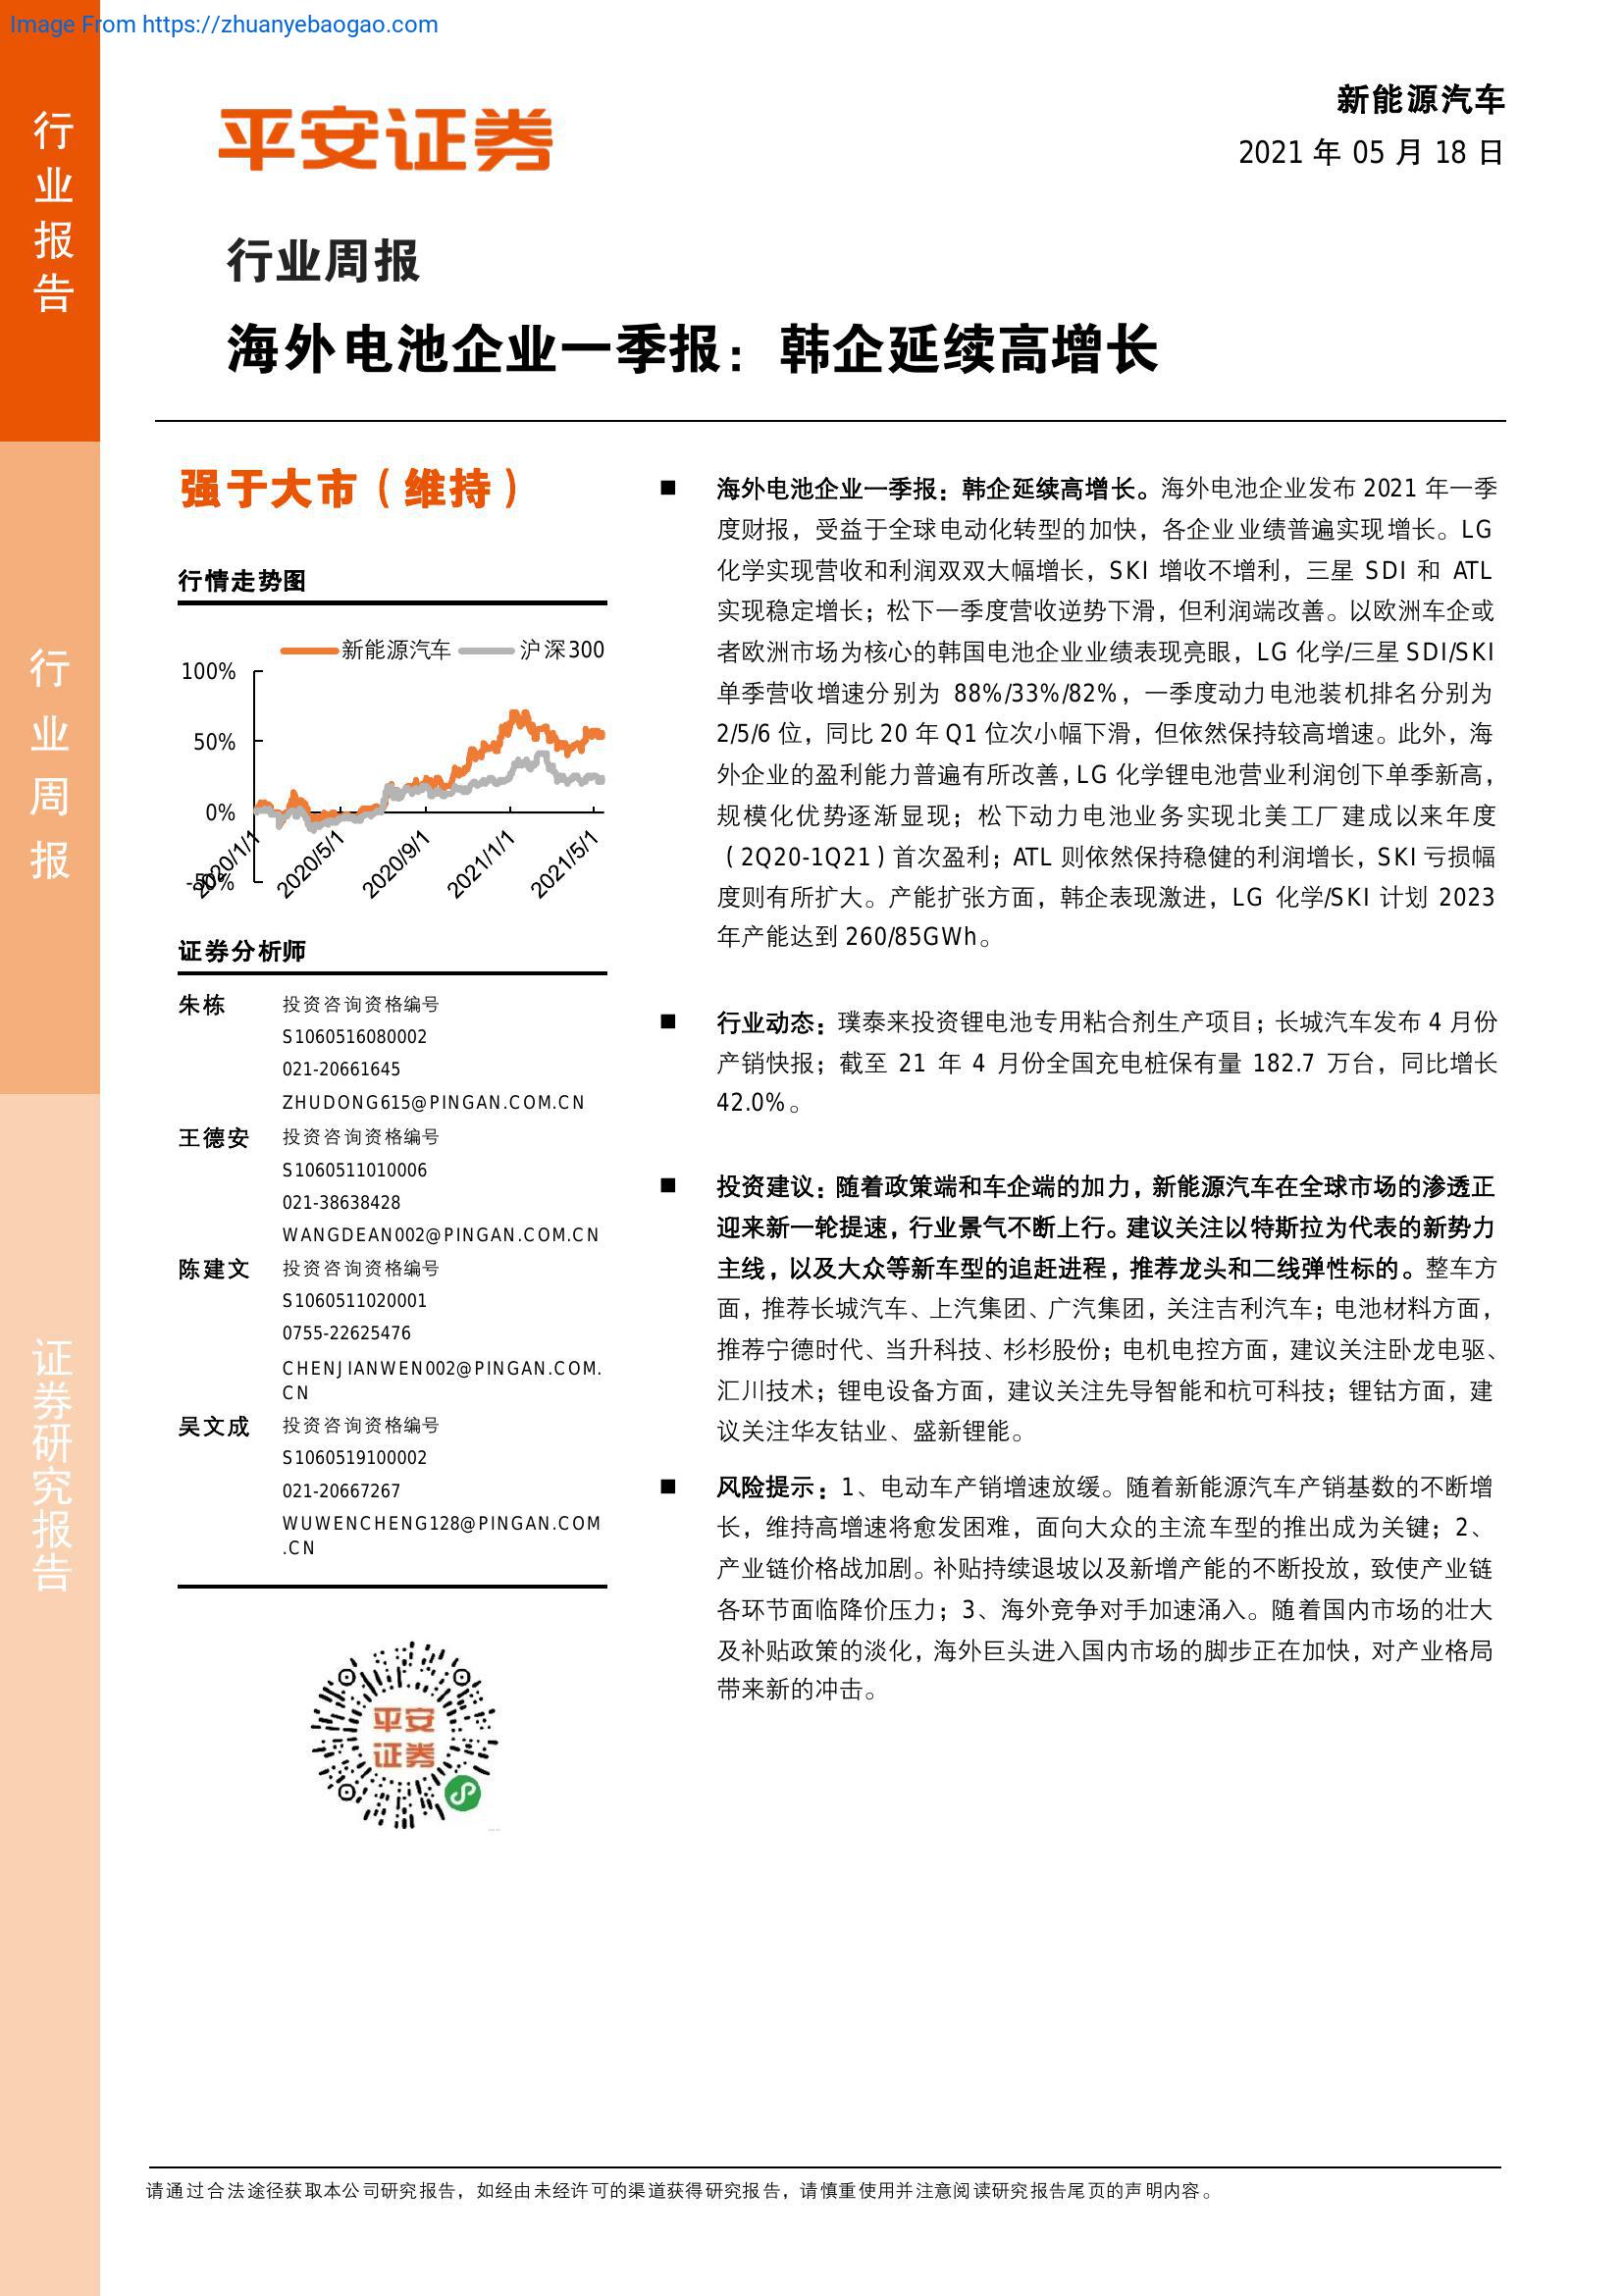 Image From https://zhuanyebaogao.com
行业报告
行业周报
证券研究报告
平安证券
新能源汽车
2021 年 05 月 18 日
行业周报
海外电池企业一季报：韩企延续高增长
强于大市（维持）
行情走势图
新能源汽车 沪深300
100%
50%
0%
-50%
2020/1/1 2020/5/1 2020/9/1 2021/1/1 2021/5/1
证券分析师
朱栋 投资咨询资格编号
S1060516080002
021-20661645
ZHUDONG615@PINGAN.COM.CN
王德安 投资咨询资格编号
S1060511010006
021-38638428
WANGDEAN002@PINGAN.COM.CN
陈建文 投资咨询资格编号
S1060511020001
0755-22625476
CHENJIANWEN002@PINGAN.COM.
CN
吴文成 投资咨询资格编号
S1060519100002
021-20667267
WUWENCHENG128@PINGAN.COM
.CN
平安
证券
■ 海外电池企业一季报：韩企延续高增长。海外电池企业发布 2021 年一季
度财报，受益于全球电动化转型的加快，各企业业绩普遍实现增长。LG
化学实现营收和利润双双大幅增长，SKI 增收不增利，三星 SDI 和 ATL
实现稳定增长；松下一季度营收逆势下滑，但利润端改善。以欧洲车企或
者欧洲市场为核心的韩国电池企业业绩表现亮眼，LG 化学/三星 SDI/SKI
单季营收增速分别为 88%/33%/82%，一季度动力电池装机排名分别为
2/5/6 位，同比 20 年 Q1 位次小幅下滑，但依然保持较高增速。此外，海
外企业的盈利能力普遍有所改善，LG 化学锂电池营业利润创下单季新高，
规模化优势逐渐显现；松下动力电池业务实现北美工厂建成以来年度
（2Q20-1Q21）首次盈利；ATL 则依然保持稳健的利润增长，SKI 亏损幅
度则有所扩大。产能扩张方面，韩企表现激进，LG 化学/SKI 计划 2023
年产能达到 260/85GWh。
■ 行业动态：璞泰来投资锂电池专用粘合剂生产项目；长城汽车发布 4 月份
产销快报；截至 21 年 4 月份全国充电桩保有量 182.7 万台，同比增长
42.0%。
■ 投资建议：随着政策端和车企端的加力，新能源汽车在全球市场的渗透正
迎来新一轮提速，行业景气不断上行。建议关注以特斯拉为代表的新势力
主线，以及大众等新车型的追赶进程，推荐龙头和二线弹性标的。整车方
面，推荐长城汽车、上汽集团、广汽集团，关注吉利汽车；电池材料方面，
推荐宁德时代、当升科技、杉杉股份；电机电控方面，建议关注卧龙电驱、
汇川技术；锂电设备方面，建议关注先导智能和杭可科技；锂钴方面，建
议关注华友钴业、盛新锂能。
■ 风险提示：1、电动车产销增速放缓。随着新能源汽车产销基数的不断增
长，维持高增速将愈发困难，面向大众的主流车型的推出成为关键；2、
产业链价格战加剧。补贴持续退坡以及新增产能的不断投放，致使产业链
各环节面临降价压力；3、海外竞争对手加速涌入。随着国内市场的壮大
及补贴政策的淡化，海外巨头进入国内市场的脚步正在加快，对产业格局
带来新的冲击。
请通过合法途径获取本公司研究报告，如经由未经许可的渠道获得研究报告，请慎重使用并注意阅读研究报告尾页的声明内容。